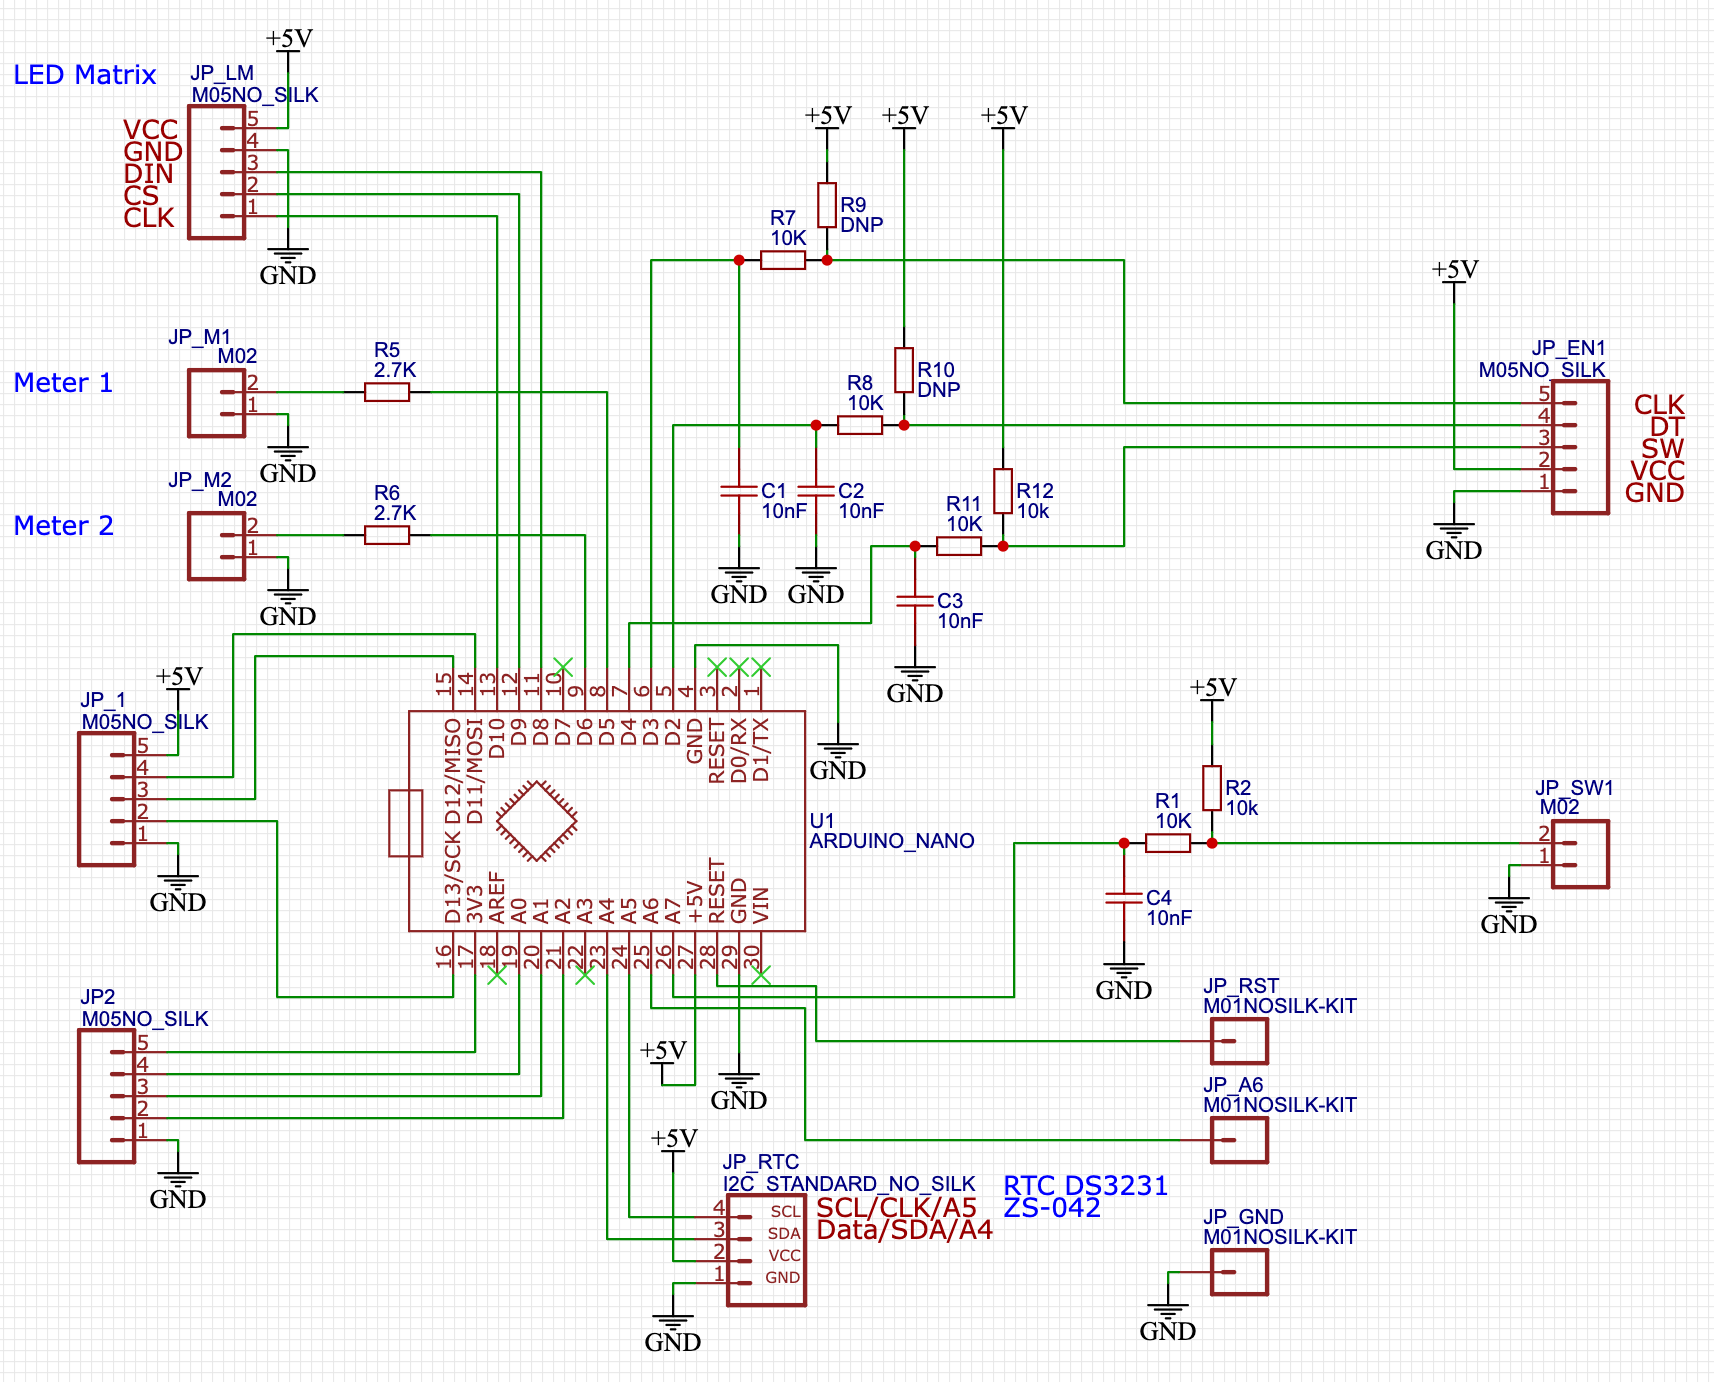 +5V
LED Matrix
JP_LM
M05NO_SILK
VCC 5
GND 4
DIN 3
CS 2
CLK 1
GND
JP_M1
M02
Meter 1
2
1
R5
2.7K
GND
JP_M2
M02
Meter 2
2
1
R6
2.7K
GND
+5V
+5V
+5V
R9
DNP
R7
10K
R10
DNP
R8
10K
R12
10k
R11
10K
C1
10nF
C2
10nF
C3
10nF
GND
GND
GND
+5V
JP_EN1
M05NO_SILK
5 CLK
4 DT
3 SW
2 VCC
1 GND
GND
+5V
JP_1
M05NO_SILK
5
4
3
2
1
GND
15 14 13 12 11 10 9 8 7 6 5 4 3 2 1
D12/MISO D11/MOSI D10 D9 D8 D7 D6 D5 D4 D3 D2 GND RESET D0/RX D1/TX
GND
U1
ARDUINO_NANO
D13/SCK 3V3 AREF A0 A1 A2 A3 A4 A5 A6 A7 +5V RESET GND VIN
16 17 18 19 20 21 22 23 24 25 26 27 28 29 30
+5V
R2
10k
R1
10K
C4
10nF
GND
JP_SW1
M02
2
1
GND
JP2
M05NO_SILK
5
4
3
2
1
GND
+5V
GND
+5V
JP_RTC
I2C_STANDARD_NO_SILK
4 SCL
3 SDA
2 VCC
1 GND
SCL/CLK/A5
Data/SDA/A4
GND
RTC DS3231
ZS-042
JP_RST
M01NOSILK-KIT
JP_A6
M01NOSILK-KIT
JP_GND
M01NOSILK-KIT
GND